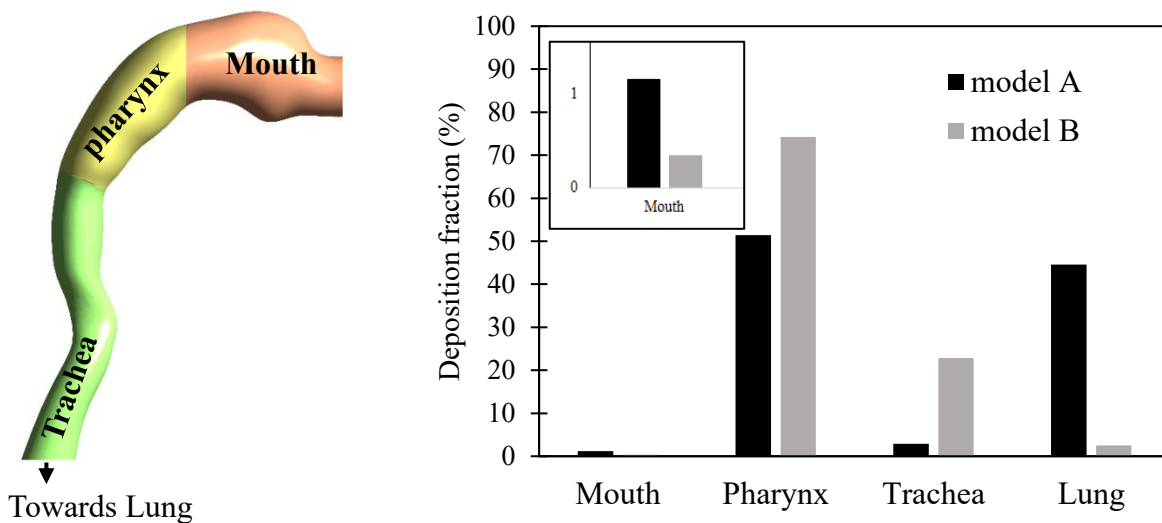 Mouth
pharynx
Trachea
Towards Lung
Deposition fraction (%)
100
90
80
70
60
50
40
30
20
10
0
1
0
Mouth
model A
model B
Mouth Pharynx Trachea Lung